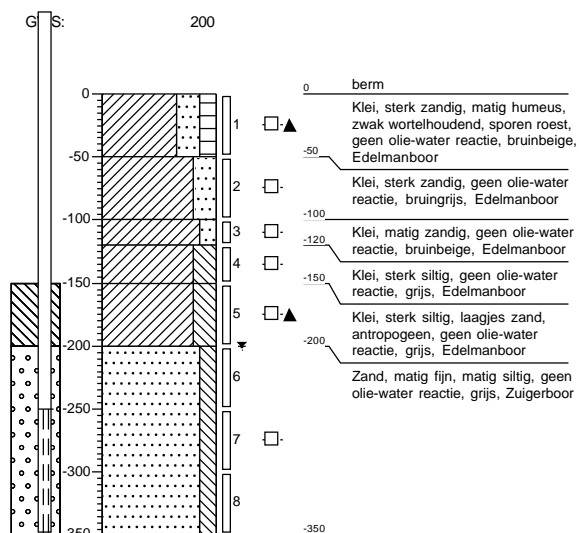 GWS: 200
0
-50
-100
-150
-200
-250
-300
-350
1
2
3
4
5
6
7
8
0 berm
Klei, sterk zandig, matig humeus,
zwak wortelhoudend, sporen roest,
geen olie-water reactie, bruinbeige,
Edelmanboor
-50
Klei, sterk zandig, geen olie-water
reactie, bruingrijs, Edelmanboor
-100
Klei, matig zandig, geen olie-water
reactie, bruinbeige, Edelmanboor
-120
Klei, sterk siltig, geen olie-water
reactie, grijs, Edelmanboor
-150
Klei, sterk siltig, laagjes zand,
antropogeen, geen olie-water
reactie, grijs, Edelmanboor
-200
Zand, matig fijn, matig siltig, geen
olie-water reactie, grijs, Zuigerboor
-350